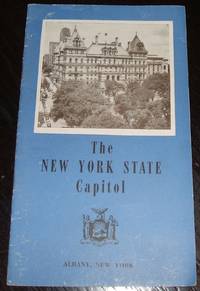 The
NEW YORK STATE
Capitol
ALBANY, NEW YORK